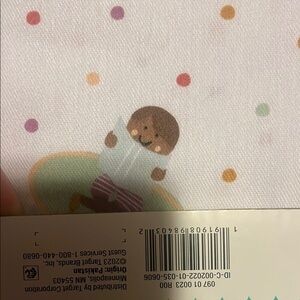 Distributed by Target Corporation
Minneapolis, MN 55403
Origin: Pakistan
©2023 Target Brands, Inc.
Guest Services 1-800-440-0680
ID-C-002022-01-035-0606
097 01 0023 R00